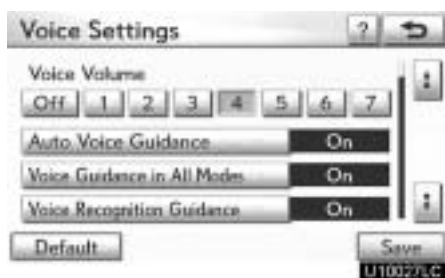 Voice Settings ?
Voice Volume
Off 1 2 3 4 5 6 7
Auto Voice Guidance On
Voice Guidance in All Modes On
Voice Recognition Guidance On
Default Save
U10027LC